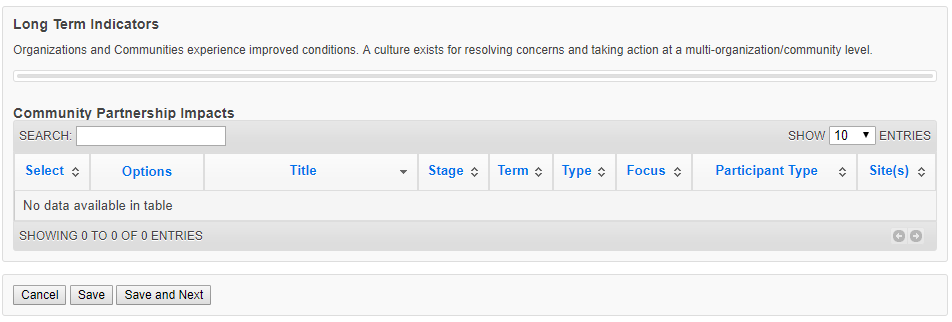 Long Term Indicators
Organizations and Communities experience improved conditions. A culture exists for resolving concerns and taking action at a multi-organization/community level.
Community Partnership Impacts
SEARCH: SHOW 10 ENTRIES
Select Options Title Stage Term Type Focus Participant Type Site(s)
No data available in table
SHOWING 0 TO 0 OF 0 ENTRIES
Cancel Save Save and Next